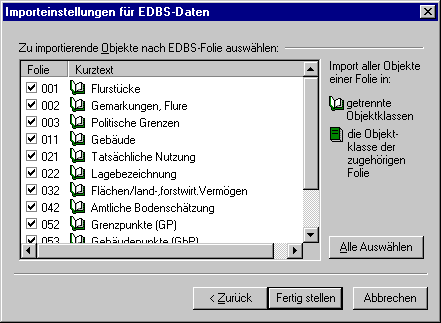 Importeinstellungen für EDBS-Daten
Zu importierende Objekte nach EDBS-Folie auswählen:
Folie Kurztext
001 Flurstücke
002 Gemarkungen, Flure
003 Politische Grenzen
011 Gebäude
021 Tatsächliche Nutzung
022 Lagebezeichnung
032 Flächen/land-,forstwirt.Vermögen
042 Amtliche Bodenschätzung
052 Grenzpunkte (GP)
053 Gebäudepunkte (GbP)
Import aller Objekte
einer Folie in:
getrennte
Objektklassen
die Objekt-
klasse der
zugehörigen
Folie
Alle Auswählen
< Zurück
Fertig stellen
Abbrechen